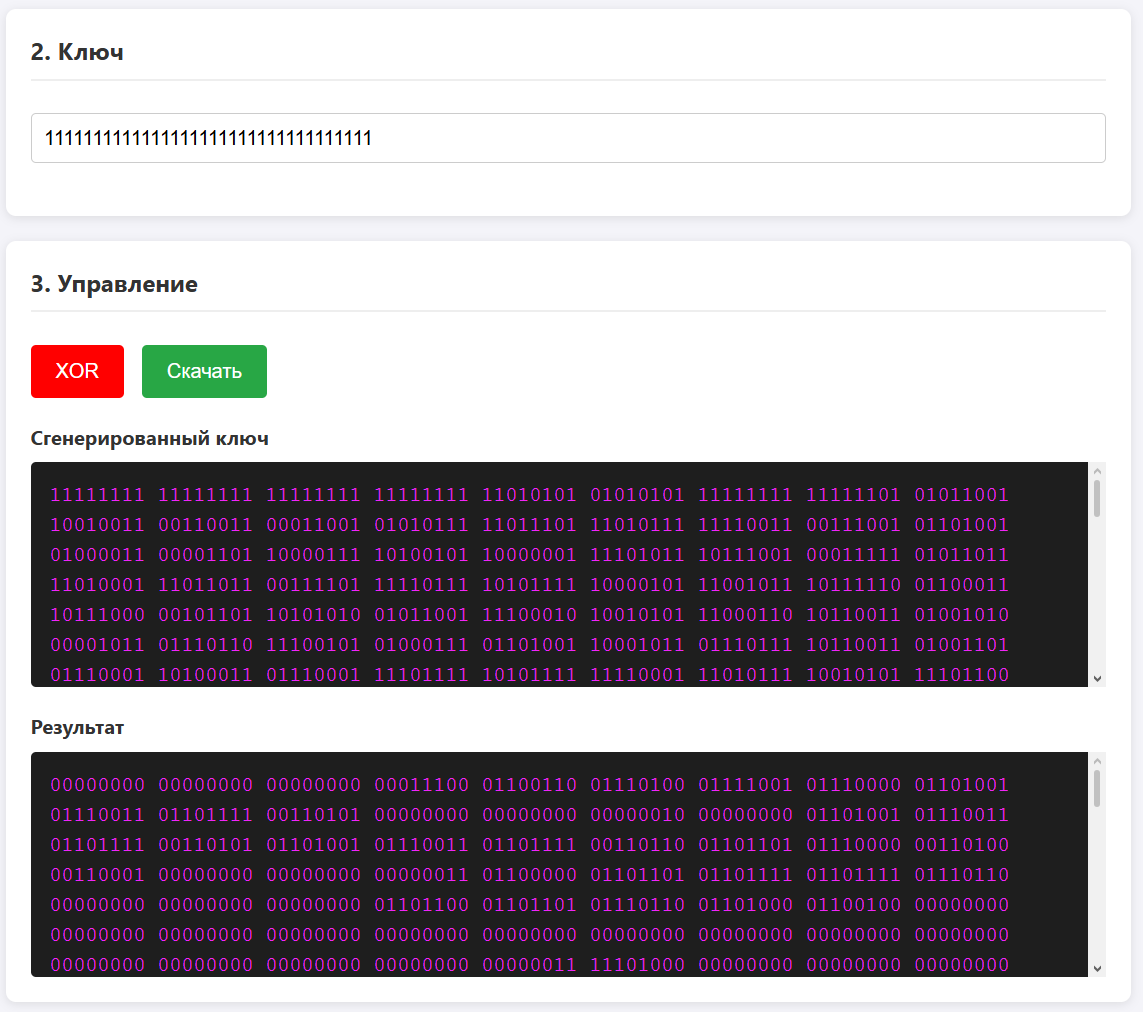 2. Ключ
1111111111111111111111111111111111
3. Управление
XOR Скачать
Сгенерированный ключ
11111111 11111111 11111111 11111111 11010101 01010101 11111111 11111101 01011001
10010011 00110011 00011001 01010111 11011101 11010111 11110011 00111001 01101001
01000011 00001101 10000111 10100101 10000001 11101011 10111001 00011111 01011011
11010001 11011011 00111101 11110111 10101111 10000101 11001011 10111110 01100011
10111000 00101101 10101010 01011001 11100010 10010101 11000110 10110011 01001010
00001011 01110110 11100101 01000111 01101001 10001011 01110111 10110011 01001101
01110001 10100011 01110001 11101111 10101111 11110001 11010111 10010101 11101100
Результат
00000000 00000000 00000000 00011100 01100110 01110100 01111001 01110000 01101001
01110011 01101111 00110101 00000000 00000000 00000010 00000000 01101001 01110011
01101111 00110101 01101001 01110011 01101111 00110110 01101101 01110000 00110100
00110001 00000000 00000000 00000011 01100000 01101101 01101111 01101111 01110110
00000000 00000000 00000000 01101100 01101101 01110110 01101000 01100100 00000000
00000000 00000000 00000000 00000000 00000000 00000000 00000000 00000000 00000000
00000000 00000000 00000000 00000000 00000011 11101000 00000000 00000000 00000000